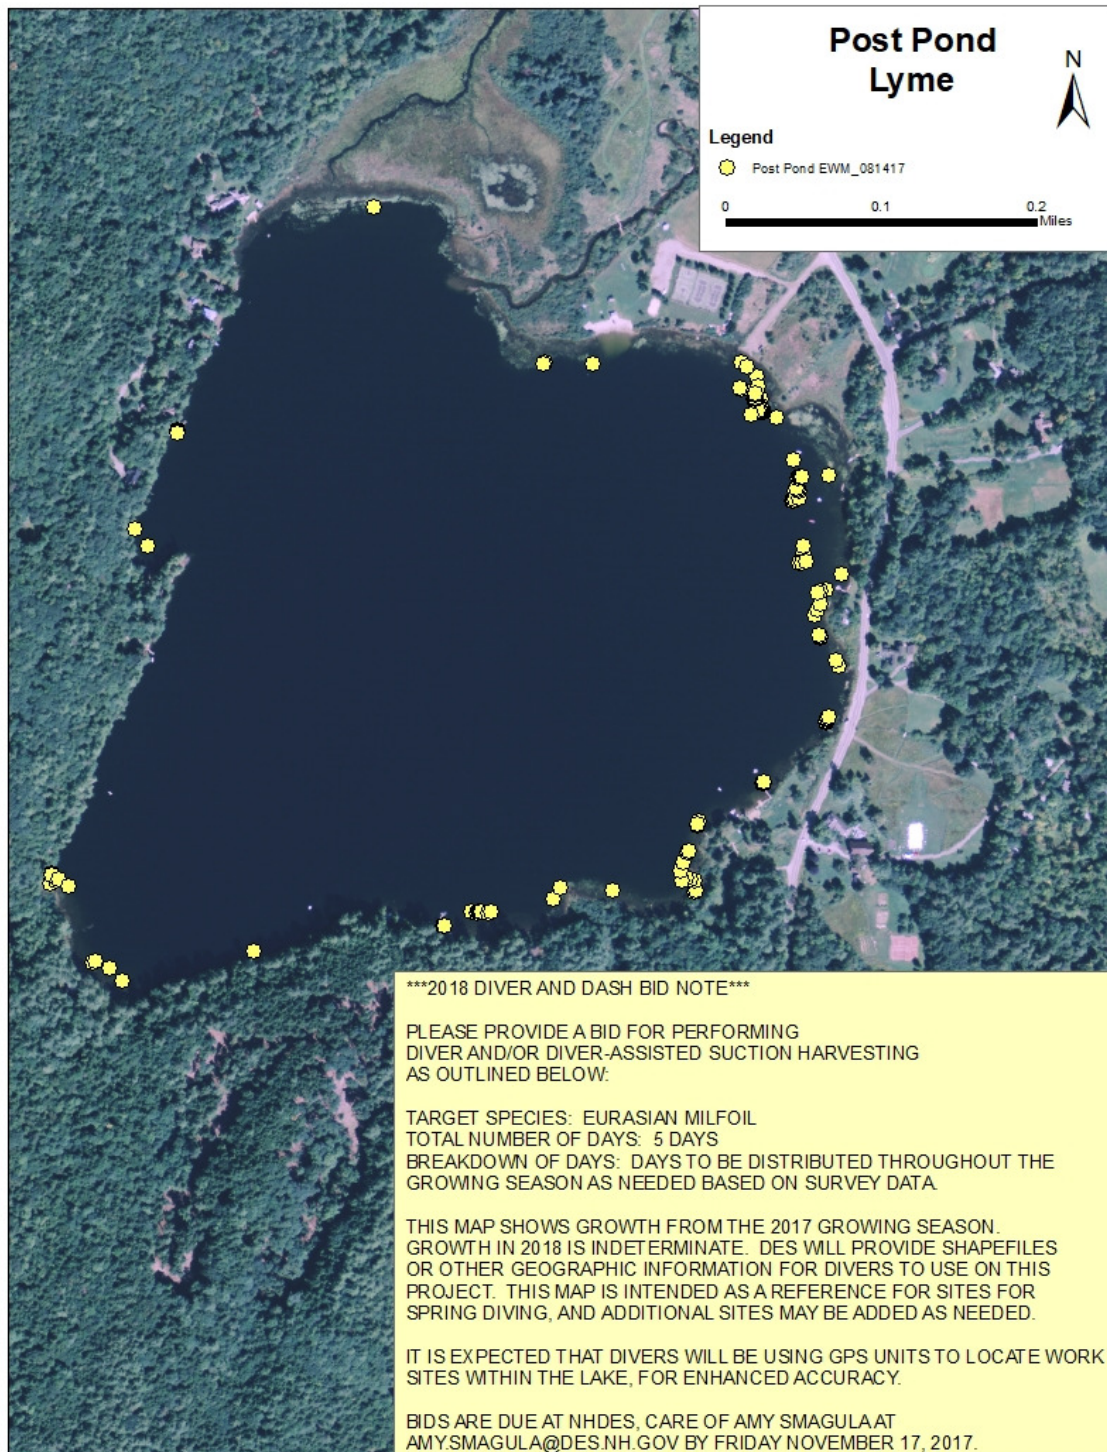 Post Pond
Lyme
N
Legend
Post Pond EWM_081417
0 0.1 0.2
Miles
***2018 DIVER AND DASH BID NOTE***
PLEASE PROVIDE A BID FOR PERFORMING
DIVER AND/OR DIVER-ASSISTED SUCTION HARVESTING
AS OUTLINED BELOW:
TARGET SPECIES: EURASIAN MILFOIL
TOTAL NUMBER OF DAYS: 5 DAYS
BREAKDOWN OF DAYS: DAYS TO BE DISTRIBUTED THROUGHOUT THE
GROWING SEASON AS NEEDED BASED ON SURVEY DATA.
THIS MAP SHOWS GROWTH FROM THE 2017 GROWING SEASON.
GROWTH IN 2018 IS INDETERMINATE. DES WILL PROVIDE SHAPEFILES
OR OTHER GEOGRAPHIC INFORMATION FOR DIVERS TO USE ON THIS
PROJECT. THIS MAP IS INTENDED AS A REFERENCE FOR SITES FOR
SPRING DIVING, AND ADDITIONAL SITES MAY BE ADDED AS NEEDED.
IT IS EXPECTED THAT DIVERS WILL BE USING GPS UNITS TO LOCATE WORK
SITES WITHIN THE LAKE, FOR ENHANCED ACCURACY.
BIDS ARE DUE AT NHDES, CARE OF AMY SMAGULA AT
AMY.SMAGULA@DES.NH.GOV BY FRIDAY NOVEMBER 17, 2017.